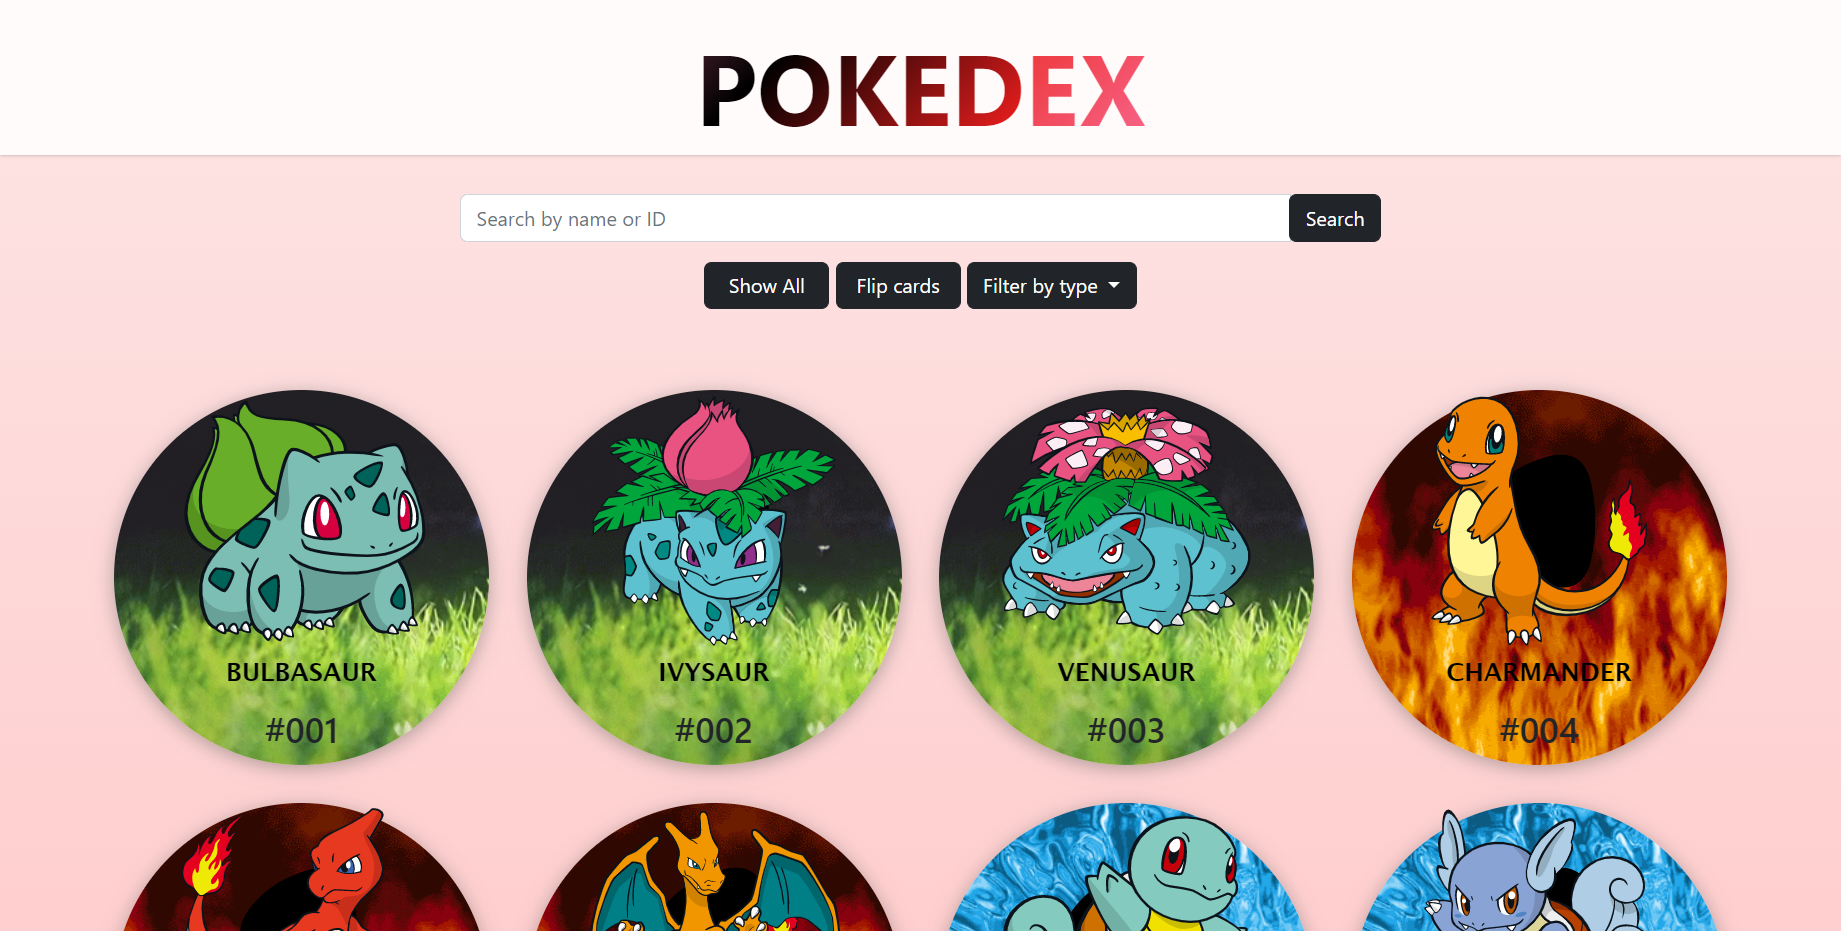 POKEDEX
Search by name or ID
Search
Show All
Flip cards
Filter by type
BULBASAUR
IVYSAUR
VENUSAUR
CHARMANDER
#001
#002
#003
#004